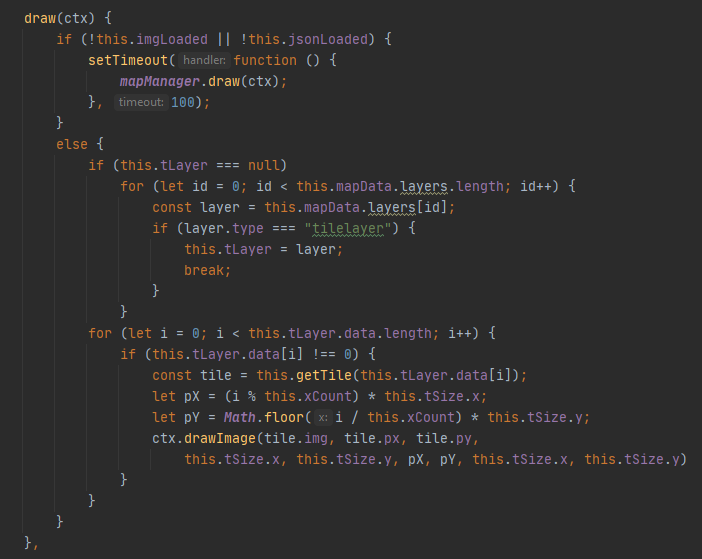 draw(ctx) {
    if (!this.imgLoaded || !this.jsonLoaded) {
        setTimeout( handler: function () {
            mapManager.draw(ctx);
        }, timeout: 100);
    }
    else {
        if (this.tLayer === null)
            for (let id = 0; id < this.mapData.layers.length; id++) {
                const layer = this.mapData.layers[id];
                if (layer.type === "tilelayer") {
                    this.tLayer = layer;
                    break;
                }
            }
        for (let i = 0; i < this.tLayer.data.length; i++) {
            if (this.tLayer.data[i] !== 0) {
                const tile = this.getTile(this.tLayer.data[i]);
                let pX = (i % this.xCount) * this.tSize.x;
                let pY = Math.floor( x: i / this.xCount) * this.tSize.y;
                ctx.drawImage(tile.img, tile.px, tile.py,
                    this.tSize.x, this.tSize.y, pX, pY, this.tSize.x, this.tSize.y)
            }
        }
    }
},